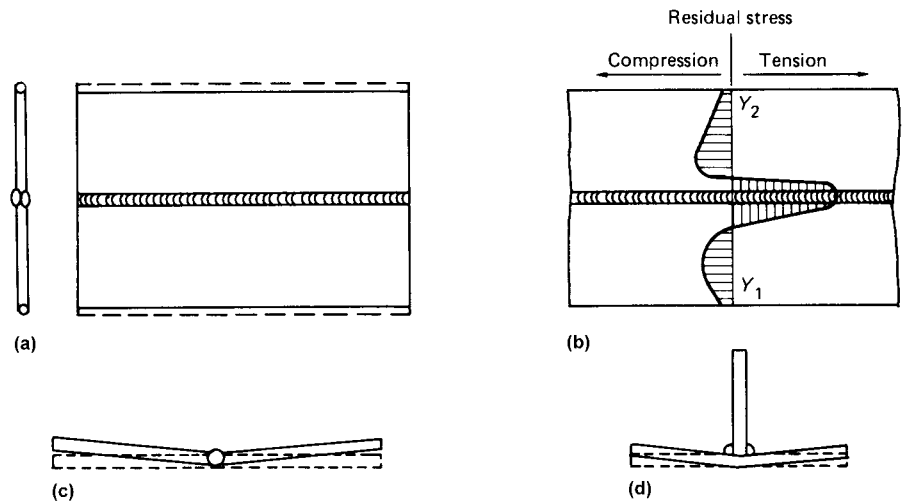 Residual stress
Compression Tension
Y2
Y1
(a)
(b)
(c)
(d)